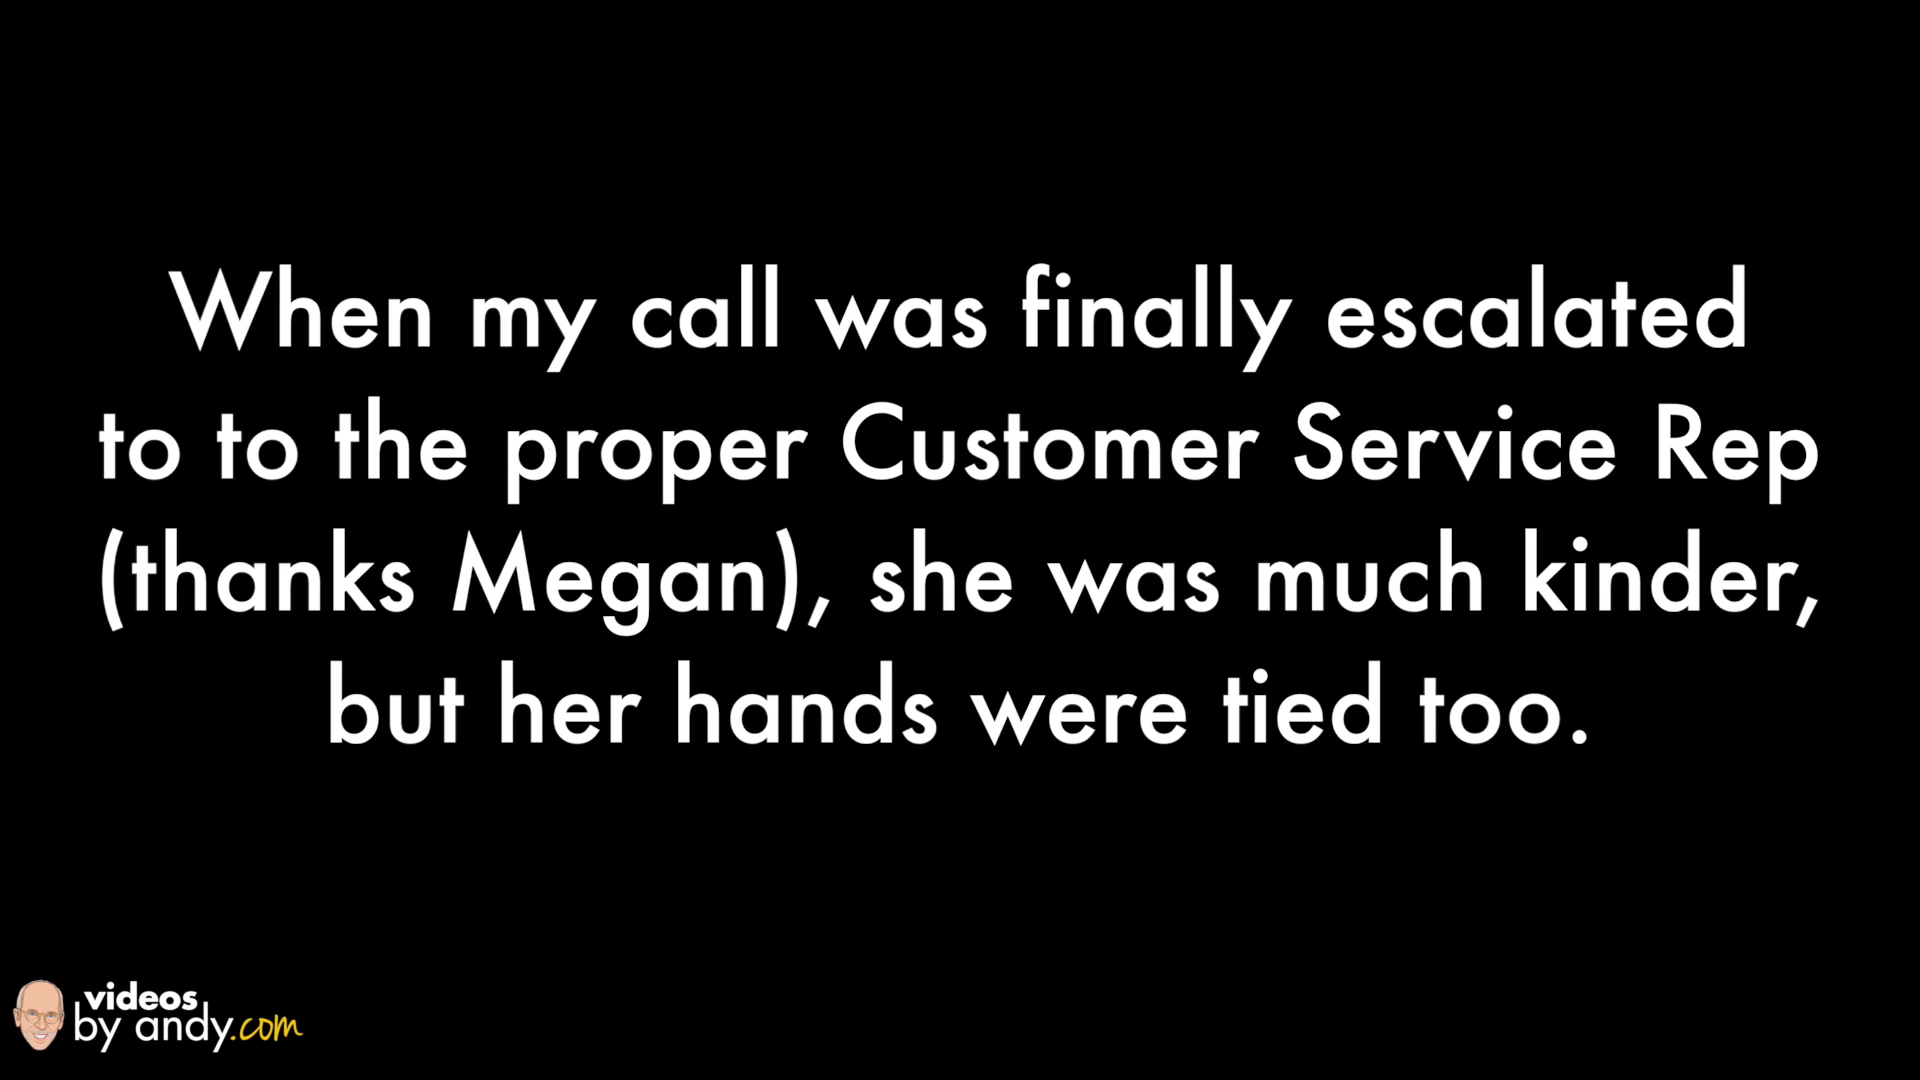 When my call was finally escalated
to to the proper Customer Service Rep
(thanks Megan), she was much kinder,
but her hands were tied too.
videos
by andy.com